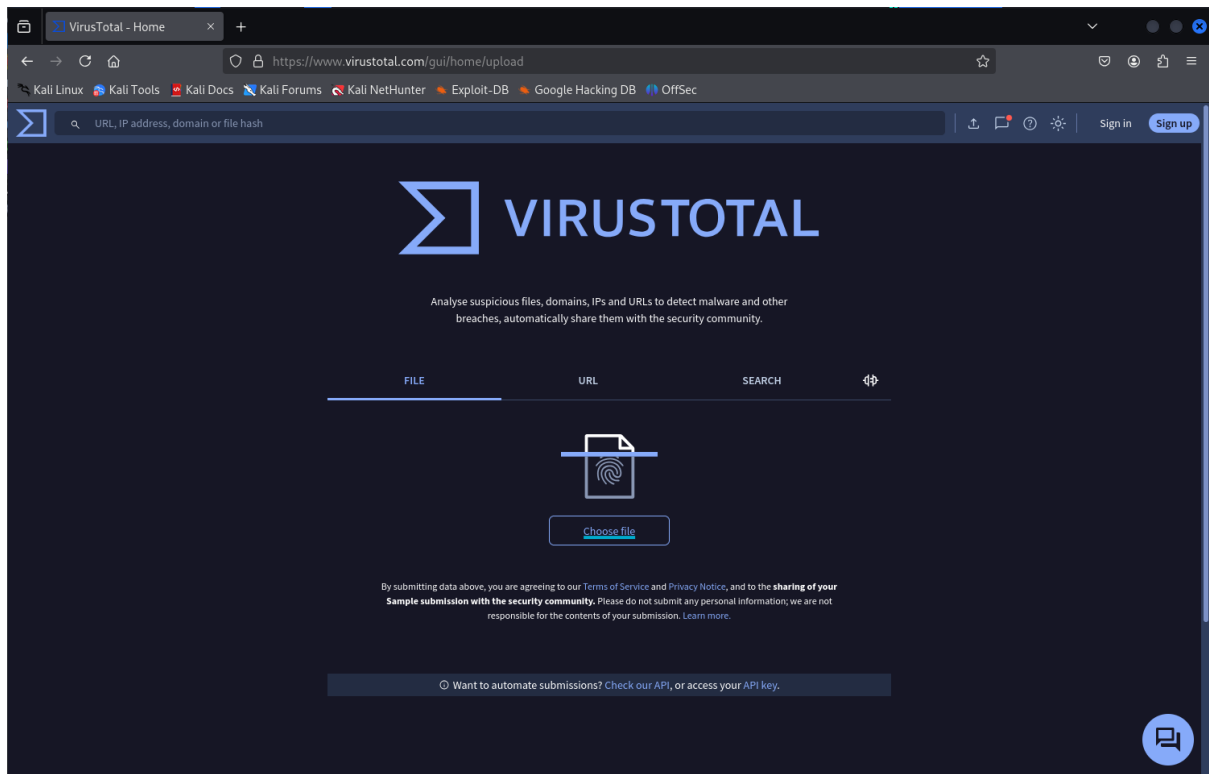 VirusTotal - Home
https://www.virustotal.com/gui/home/upload
Kali Linux Kali Tools Kali Docs Kali Forums Kali NetHunter Exploit-DB Google Hacking DB OffSec
URL, IP address, domain or file hash Sign in Sign up
VIRUSTOTAL
Analyse suspicious files, domains, IPs and URLs to detect malware and other
breaches, automatically share them with the security community.
FILE URL SEARCH
Choose file
By submitting data above, you are agreeing to our Terms of Service and Privacy Notice, and to the sharing of your
Sample submission with the security community. Please do not submit any personal information; we are not
responsible for the contents of your submission. Learn more.
Want to automate submissions? Check our API, or access your API key.